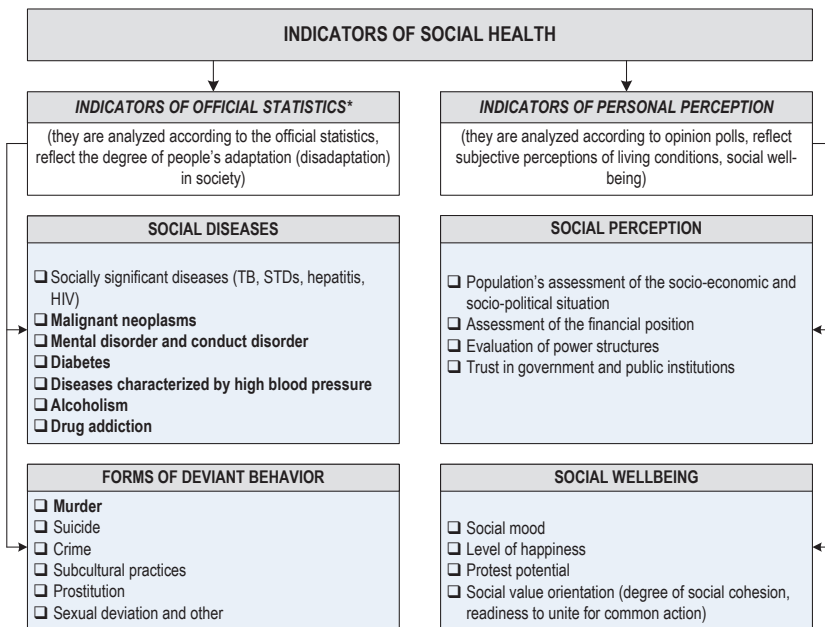 INDICATORS OF SOCIAL HEALTH
INDICATORS OF OFFICIAL STATISTICS*
(they are analyzed according to the official statistics,
reflect the degree of people's adaptation (disadaptation)
in society)
INDICATORS OF PERSONAL PERCEPTION
(they are analyzed according to opinion polls, reflect
subjective perceptions of living conditions, social well-
being)
SOCIAL DISEASES
❑ Socially significant diseases (TB, STDs, hepatitis,
HIV)
❑ Malignant neoplasms
❑ Mental disorder and conduct disorder
❑ Diabetes
❑ Diseases characterized by high blood pressure
❑ Alcoholism
❑ Drug addiction
SOCIAL PERCEPTION
❑ Population's assessment of the socio-economic and
socio-political situation
❑ Assessment of the financial position
❑ Evaluation of power structures
❑ Trust in government and public institutions
FORMS OF DEVIANT BEHAVIOR
❑ Murder
❑ Suicide
❑ Crime
❑ Subcultural practices
❑ Prostitution
❑ Sexual deviation and other
SOCIAL WELLBEING
❑ Social mood
❑ Level of happiness
❑ Protest potential
❑ Social value orientation (degree of social cohesion,
readiness to unite for common action)